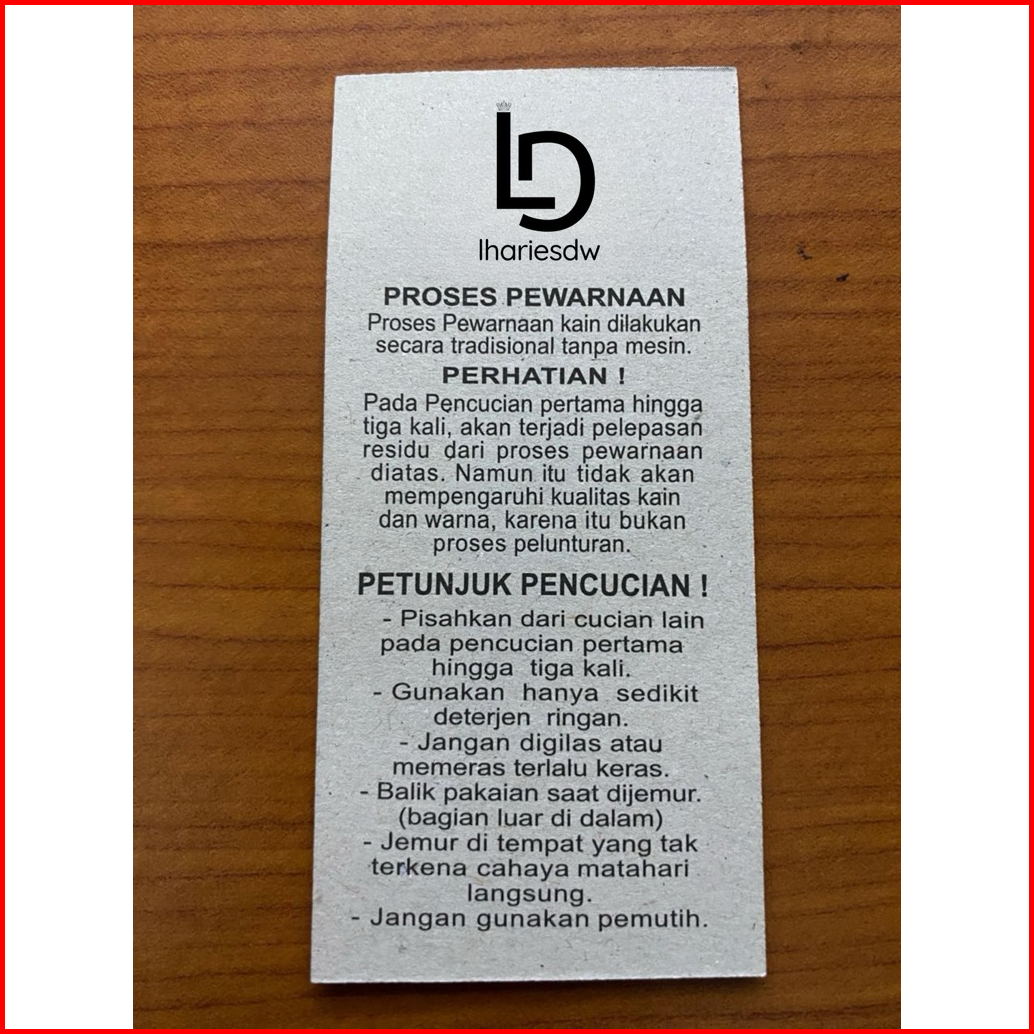 LD
lhariesdw
PROSES PEWARNAAN
Proses Pewarnaan kain dilakukan
secara tradisional tanpa mesin.
PERHATIAN !
Pada Pencucian pertama hingga
tiga kali, akan terjadi pelepasan
residu dari proses pewarnaan
diatas. Namun itu tidak akan
mempengaruhi kualitas kain
dan warna, karena itu bukan
proses pelunturan.
PETUNJUK PENCUCIAN !
- Pisahkan dari cucian lain
pada pencucian pertama
hingga tiga kali.
- Gunakan hanya sedikit
deterjen ringan.
- Jangan digilas atau
memeras terlalu keras.
- Balik pakaian saat dijemur.
(bagian luar di dalam)
- Jemur di tempat yang tak
terkena cahaya matahari
langsung.
- Jangan gunakan pemutih.